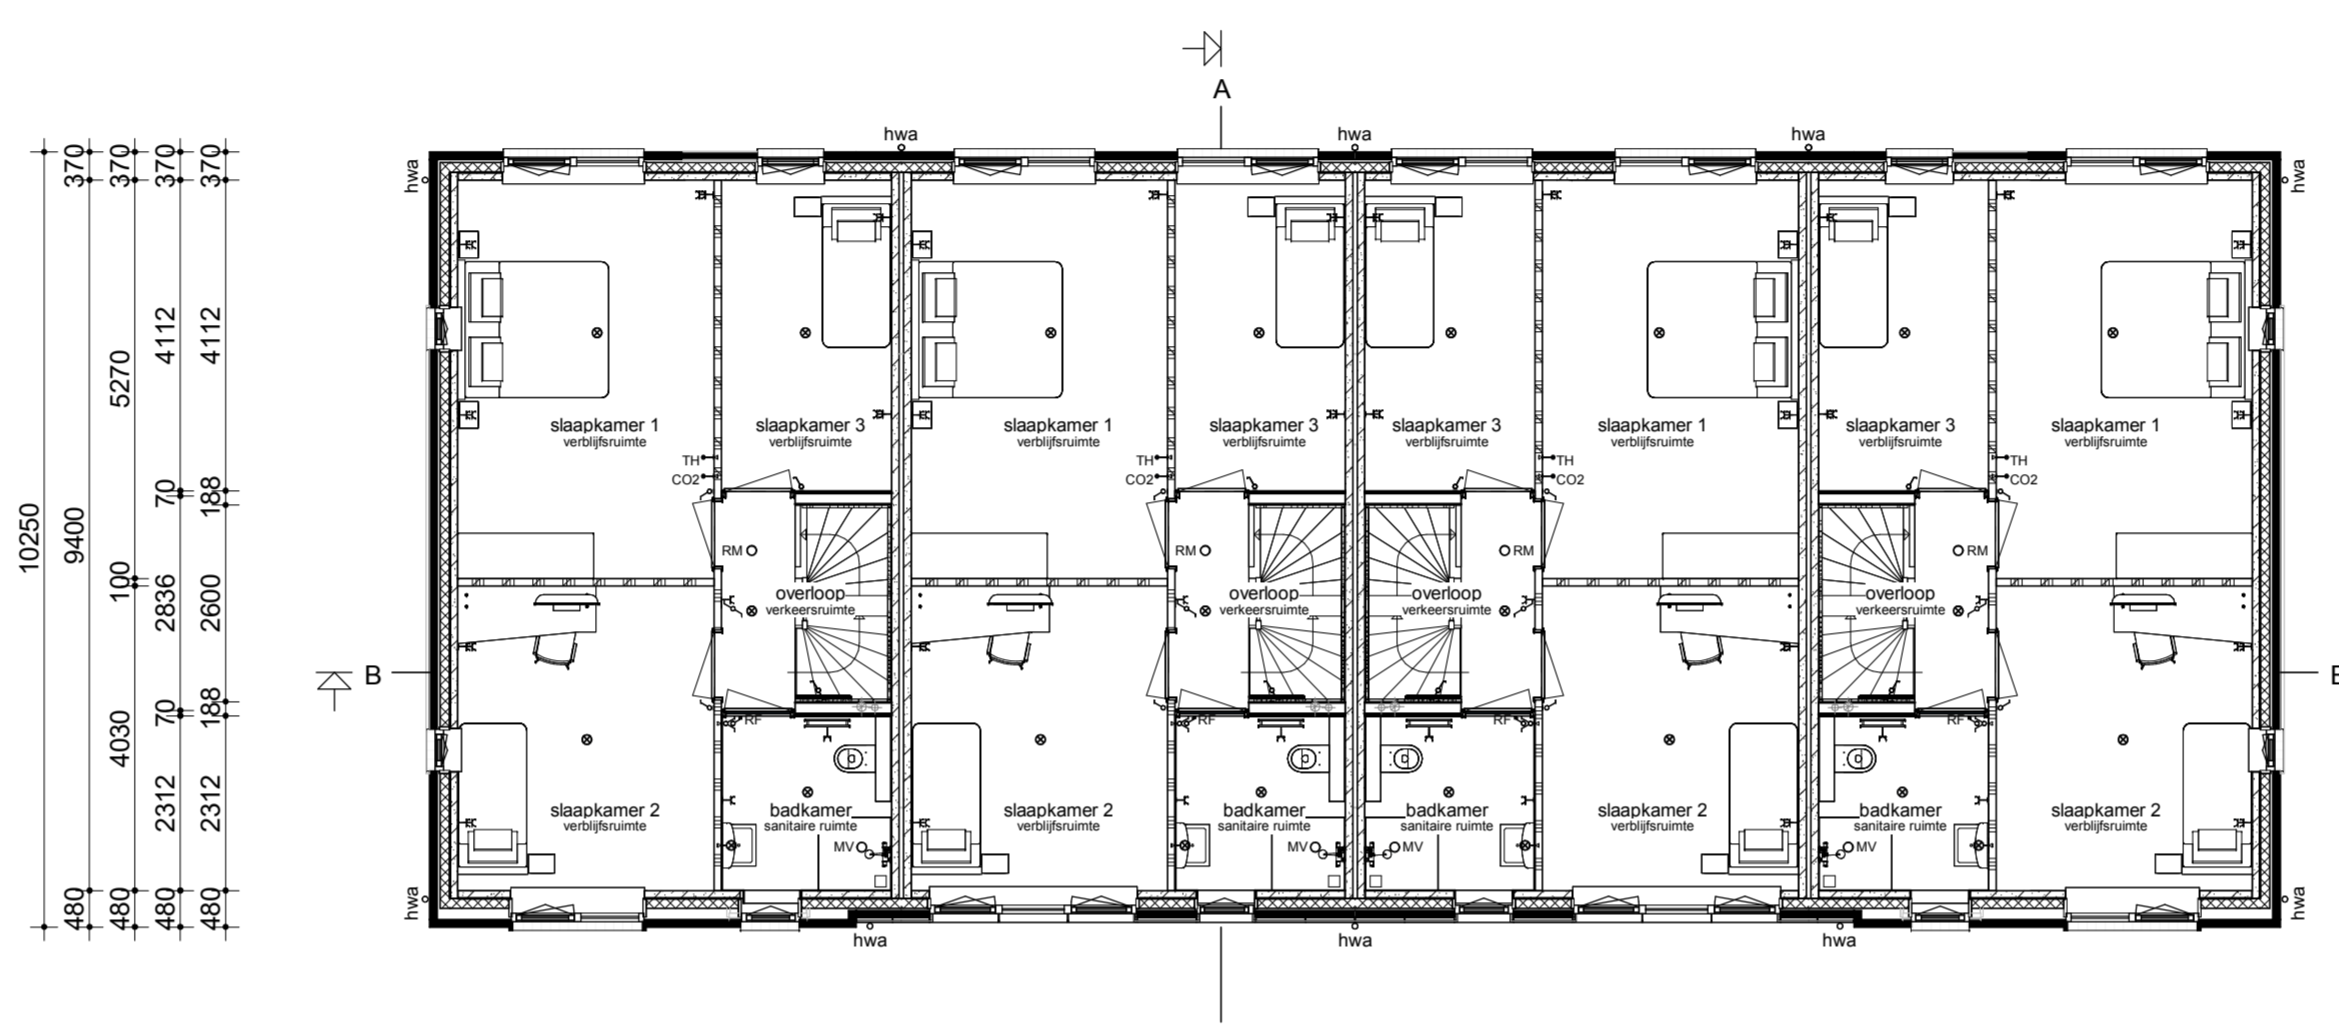 A
hwa
hwa
hwa
hwa
hwa
370
370
370
370
10250
9400
5270
100
4030
4112
70
2836
70
2312
4112
188
2600
188
2312
480
480
480
480
slaapkamer 1
verblijfsruimte
slaapkamer 3
verblijfsruimte
slaapkamer 1
verblijfsruimte
slaapkamer 3
verblijfsruimte
slaapkamer 3
verblijfsruimte
slaapkamer 1
verblijfsruimte
slaapkamer 3
verblijfsruimte
slaapkamer 1
verblijfsruimte
TH
CO2
TH
CO2
TH
CO2
TH
CO2
RM
RM
RM
RM
overloop
verkeersruimte
overloop
verkeersruimte
overloop
verkeersruimte
overloop
verkeersruimte
B
RF
RF
RF
RF
slaapkamer 2
verblijfsruimte
badkamer
sanitaire ruimte
slaapkamer 2
verblijfsruimte
badkamer
sanitaire ruimte
badkamer
sanitaire ruimte
slaapkamer 2
verblijfsruimte
badkamer
sanitaire ruimte
slaapkamer 2
verblijfsruimte
MV
MV
MV
MV
hwa
hwa
hwa
hwa
hwa